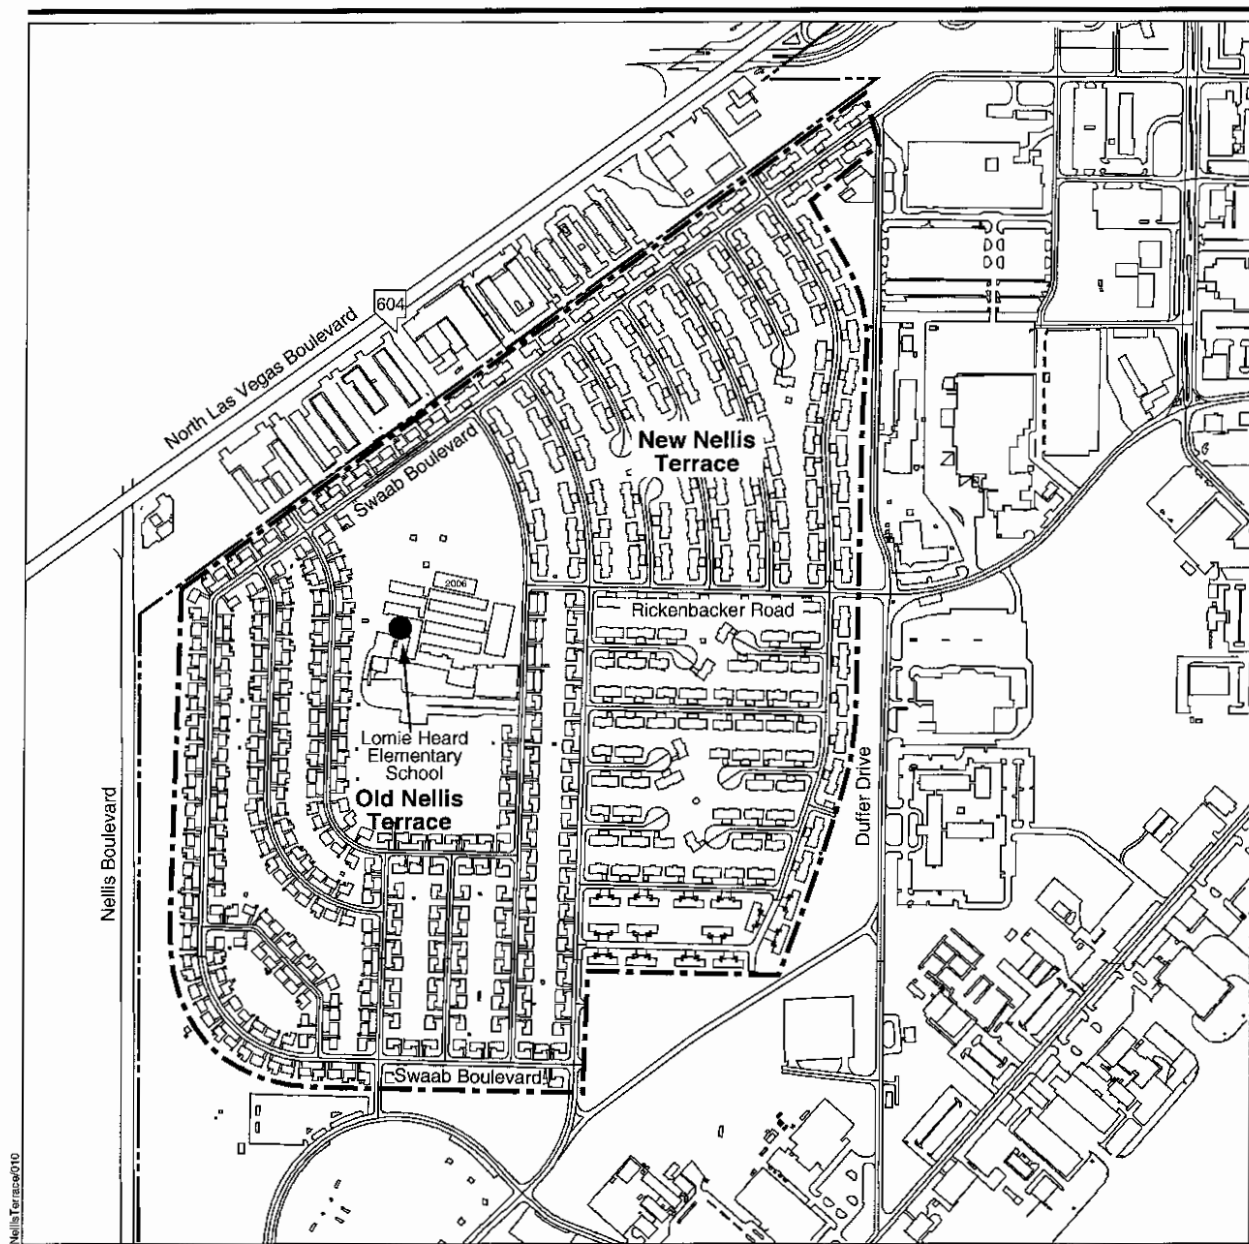 604
North Las Vegas Boulevard
New Nellis
Terrace
Swaab Boulevard
2006
Rickenbacker Road
Lomie Heard
Elementary
School
Old Nellis
Terrace
Nellis Boulevard
Duffer Drive
Swaab Boulevard
NellisTerrace/010